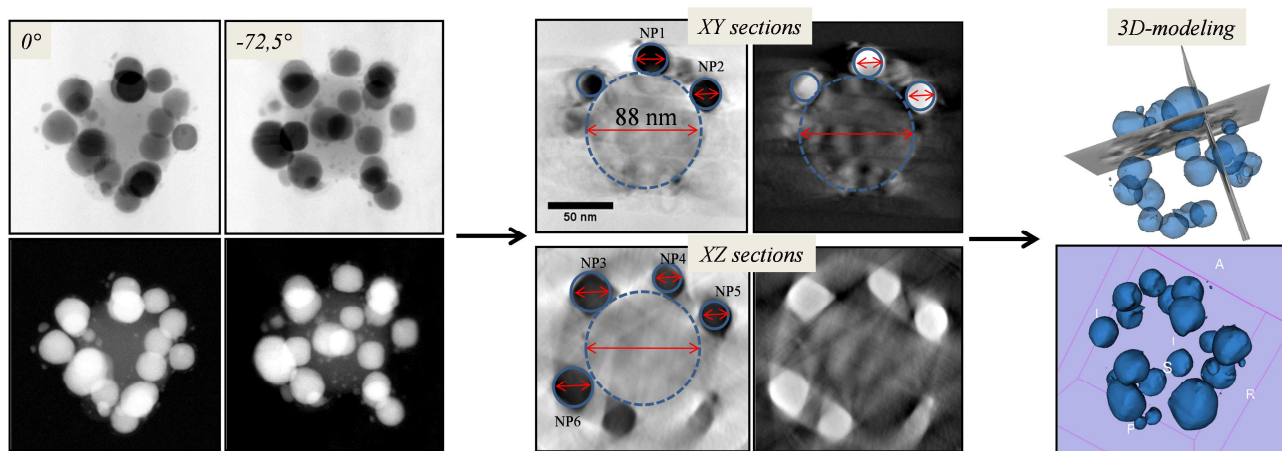 0°
-72,5°
XY sections
3D-modeling
NP1
NP2
88 nm
50 nm
XZ sections
NP3
NP4
NP5
NP6
A
I
I
S
R
P